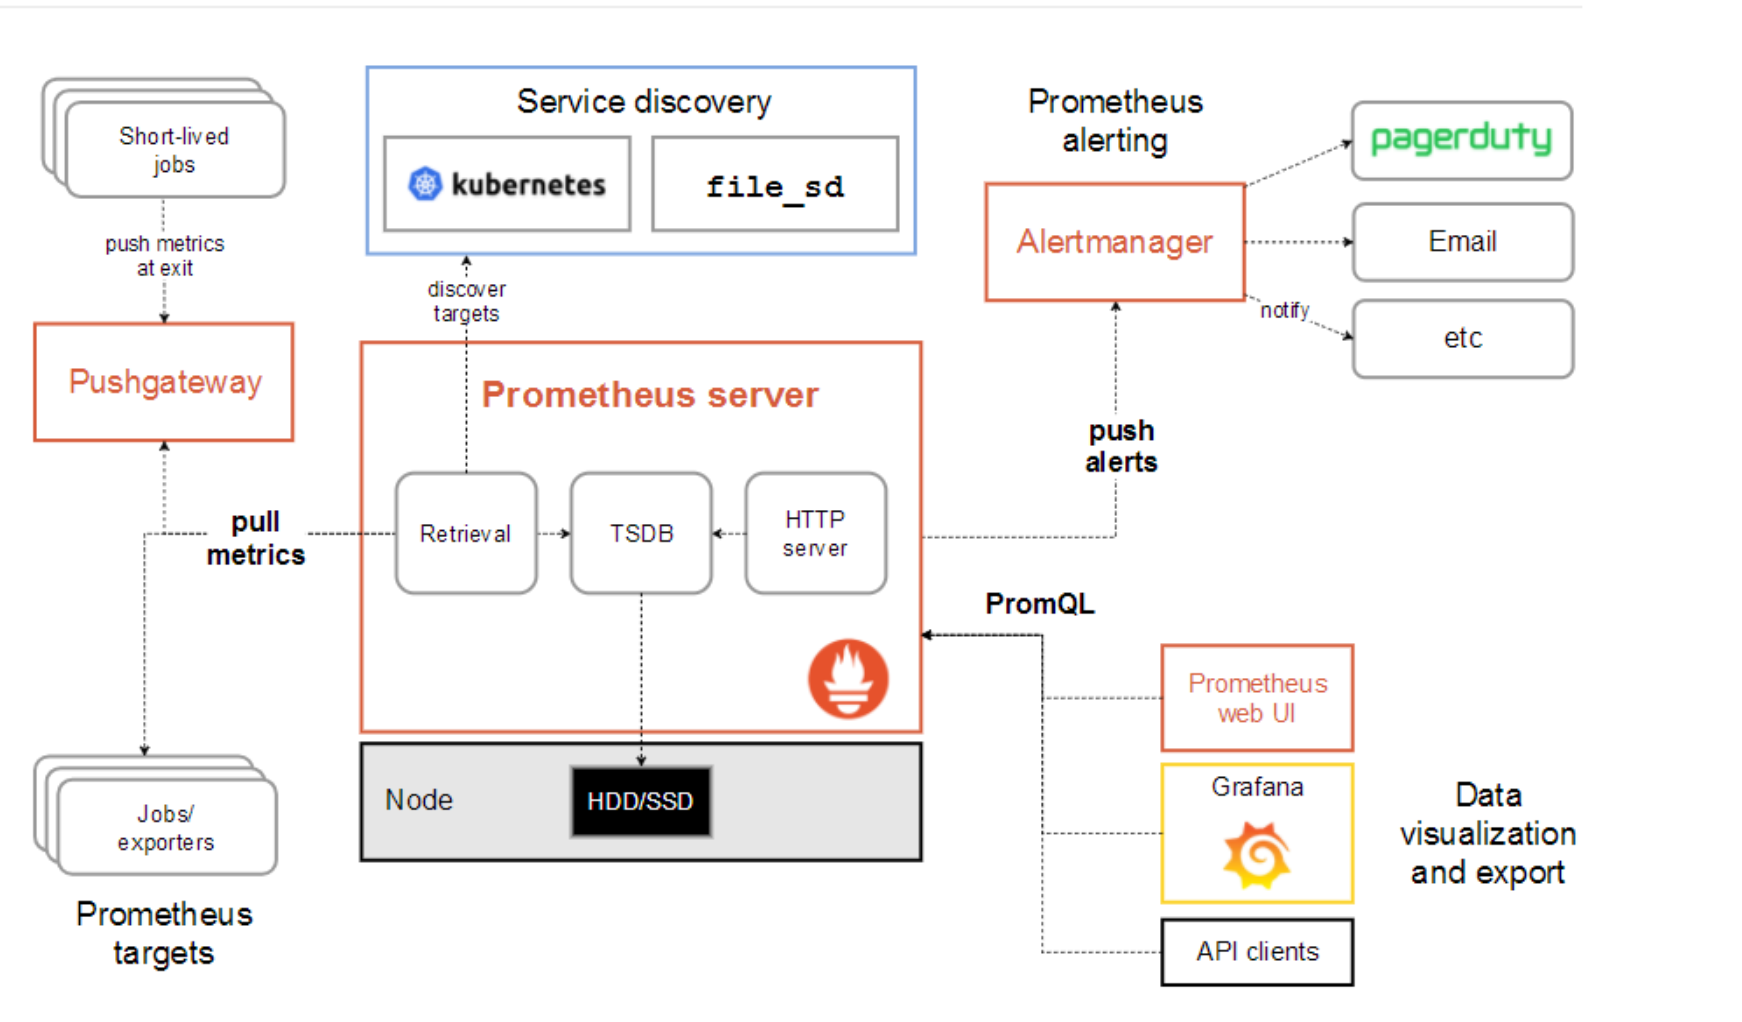 Short-lived
jobs
push metrics
at exit
Pushgateway
pull
metrics
Jobs/
exporters
Prometheus
targets
Service discovery
kubernetes
file_sd
discover
targets
Prometheus server
Retrieval
TSDB
HTTP
server
Node
HDD/SSD
Prometheus
alerting
Alertmanager
pagerduty
Email
notify
etc
push
alerts
PromQL
Prometheus
web UI
Grafana
API clients
Data
visualization
and export